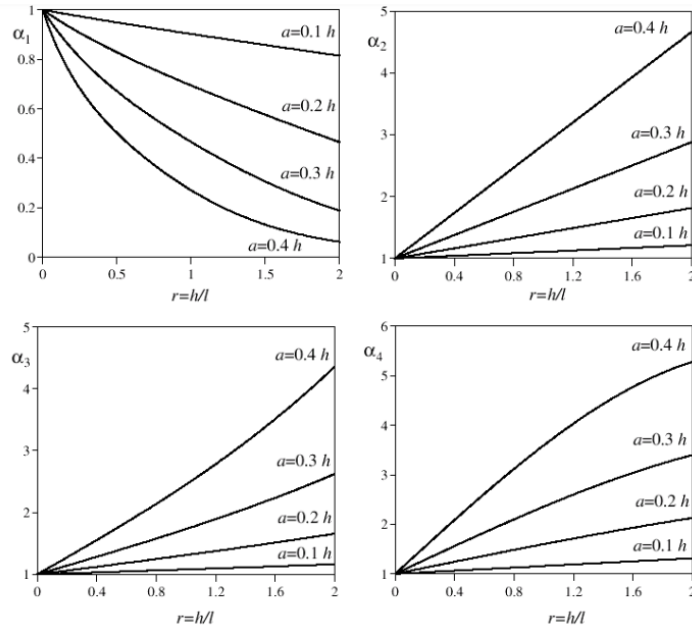 1
α1
a=0.1 h
0.8
a=0.2 h
0.6
0.4
a=0.3 h
0.2
a=0.4 h
0
0 0.5 1 1.5 2
r=h/l
5
α2
a=0.4 h
4
3
a=0.3 h
2
a=0.2 h
a=0.1 h
1
0 0.4 0.8 1.2 1.6 2
r=h/l
5
α3
a=0.4 h
4
3
a=0.3 h
2
a=0.2 h
a=0.1 h
1
0 0.4 0.8 1.2 1.6 2
r=h/l
6
α4
a=0.4 h
5
4
a=0.3 h
3
2
a=0.2 h
a=0.1 h
1
0 0.4 0.8 1.2 1.6 2
r=h/l